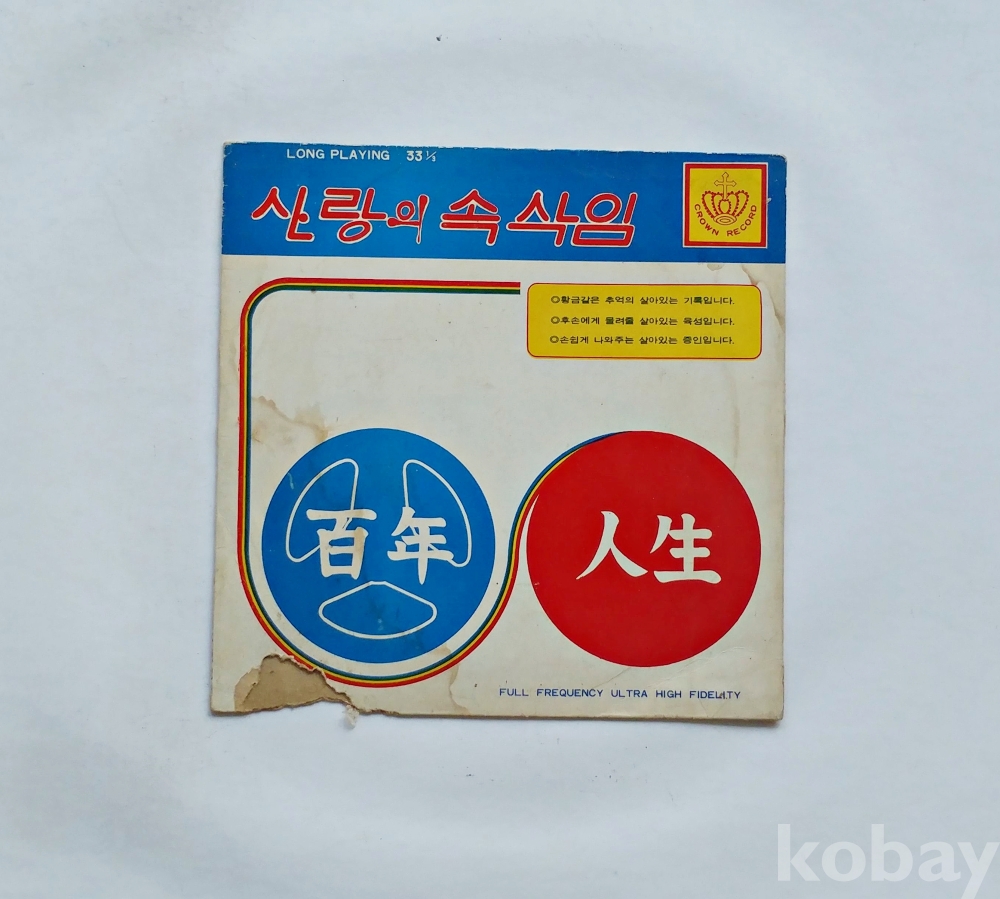 LONG PLAYING 33 1/3
사랑의 속삭임
CROWN RECORD
◎황금같은 추억의 살아있는 기록입니다.
◎후손에게 물려줄 살아있는 육성입니다.
◎손쉽게 나와주는 살아있는 증인입니다.
百年
人生
FULL FREQUENCY ULTRA HIGH FIDELITY
kobay